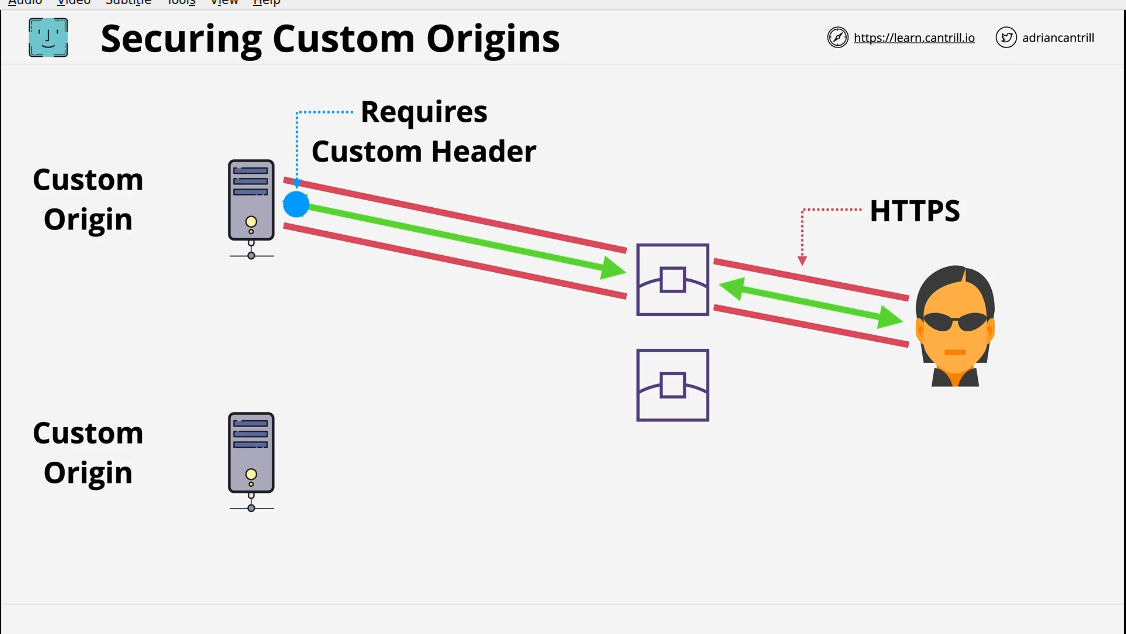 Audio Video Subtitle Tools View Help
Securing Custom Origins
https://learn.cantrill.io
adriancantrill
Requires
Custom Header
Custom
Origin
HTTPS
Custom
Origin